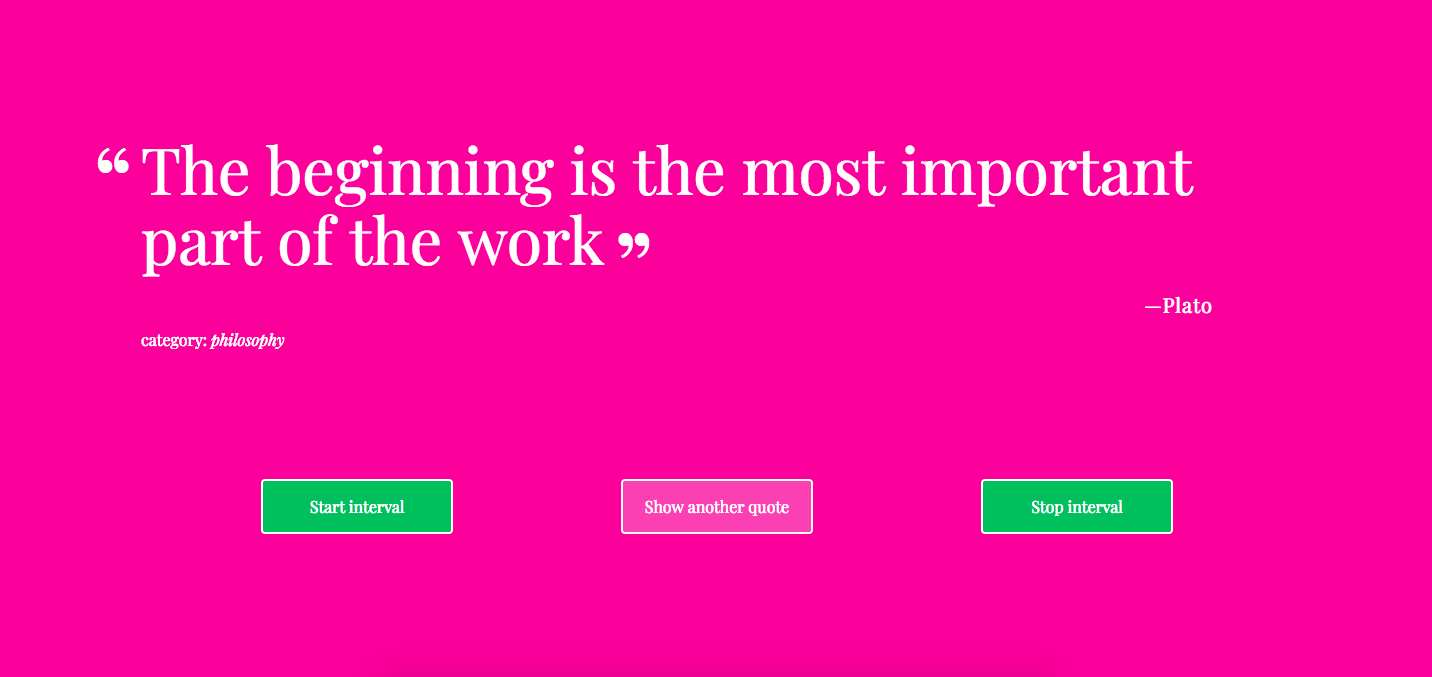 “ The beginning is the most important
part of the work ”
—Plato
category: philosophy
Start interval
Show another quote
Stop interval